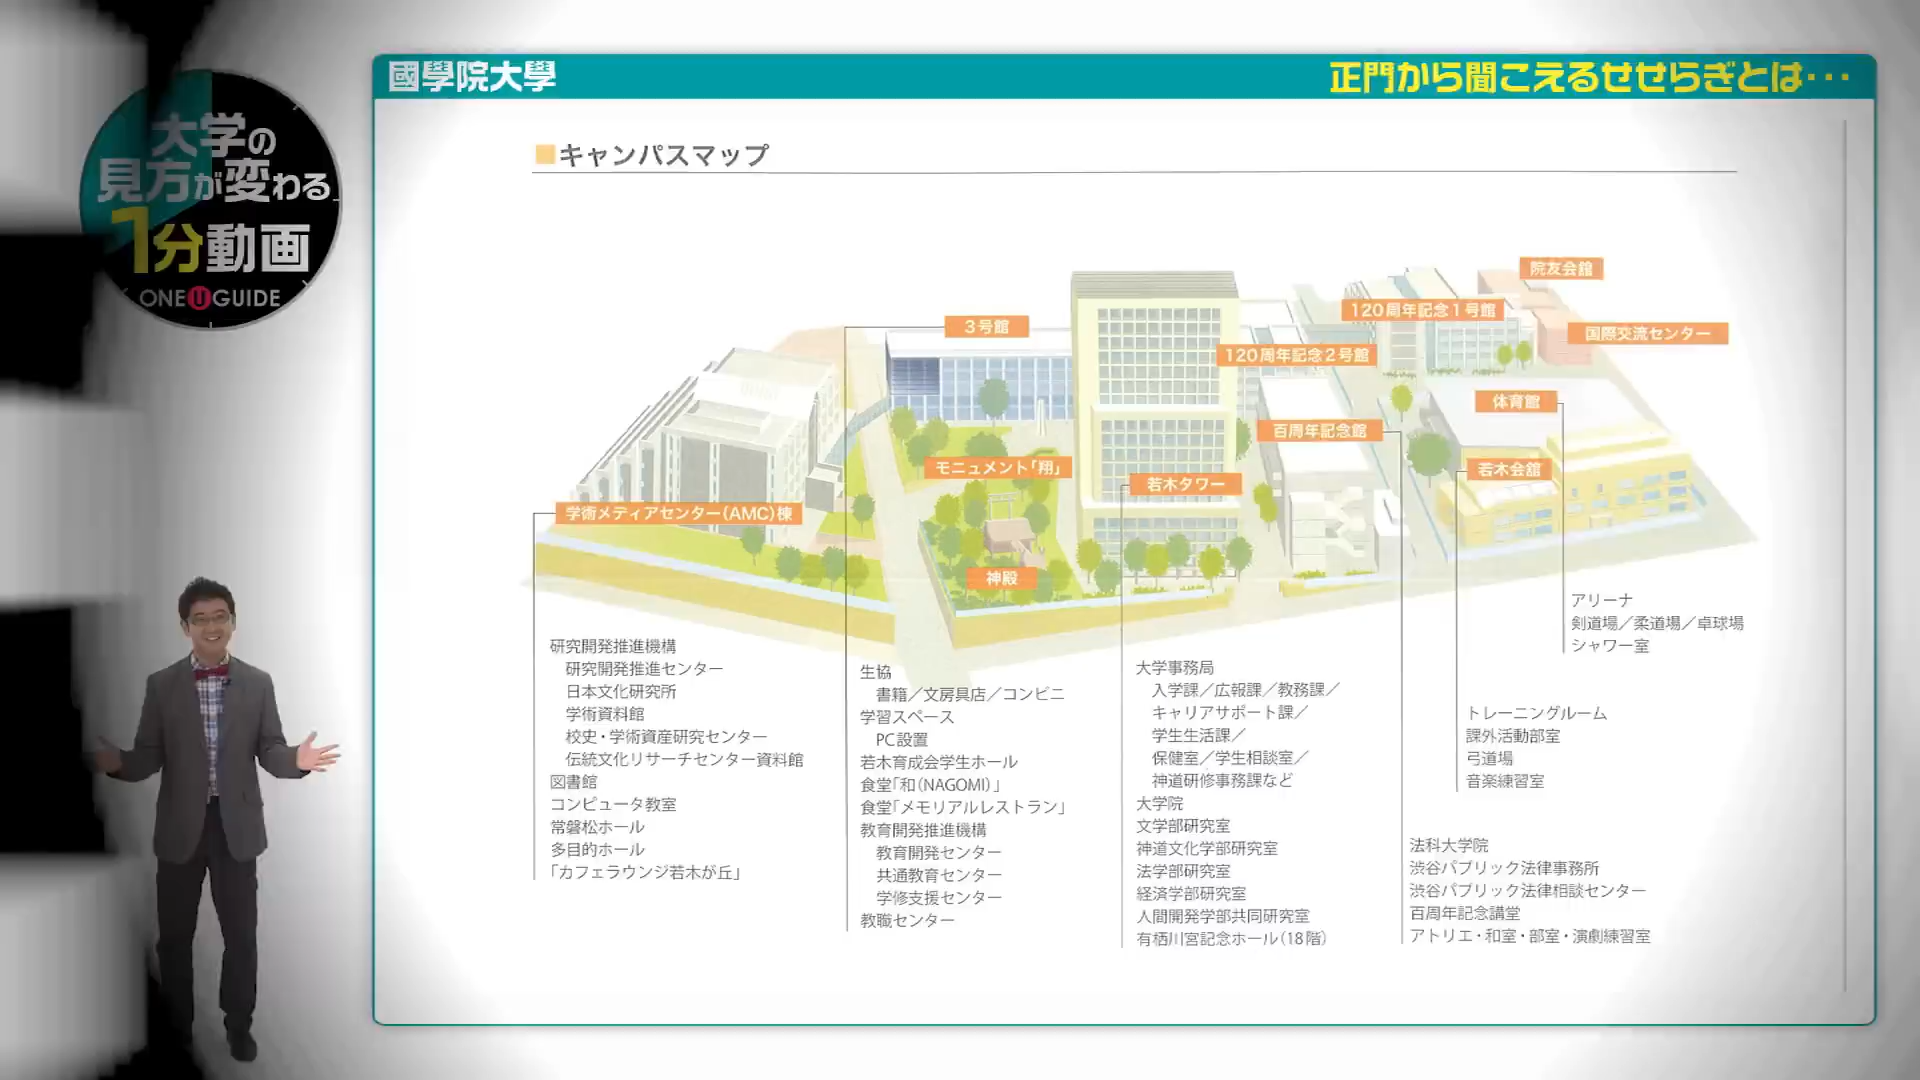 大学の
見方が変わる
1分動画
ONE U GUIDE
國學院大學
正門から聞こえるせせらぎとは・・・
キャンパスマップ
院友会館
120周年記念1号館
3号館
国際交流センター
120周年記念2号館
体育館
百周年記念館
モニュメント「翔」
若木会館
若木タワー
学術メディアセンター(AMC)棟
神殿
研究開発推進機構
研究開発推進センター
日本文化研究所
学術資料館
校史・学術資産研究センター
伝統文化リサーチセンター資料館
図書館
コンピュータ教室
常磐松ホール
多目的ホール
「カフェラウンジ若木が丘」
生協
書籍／文房具店／コンビニ
学習スペース
PC設置
若木育成会学生ホール
食堂「和(NAGOMI)」
食堂「メモリアルレストラン」
教育開発推進機構
教育開発センター
共通教育センター
学修支援センター
教職センター
大学事務局
入学課／広報課／教務課／
キャリアサポート課／
学生生活課／
保健室／学生相談室／
神道研修事務課など
大学院
文学部研究室
神道文化学部研究室
法学部研究室
経済学部研究室
人間開発学部共同研究室
有栖川宮記念ホール(18階)
法科大学院
渋谷パブリック法律事務所
渋谷パブリック法律相談センター
百周年記念講堂
アトリエ・和室・部室・演劇練習室
トレーニングルーム
課外活動部室
弓道場
音楽練習室
アリーナ
剣道場／柔道場／卓球場
シャワー室